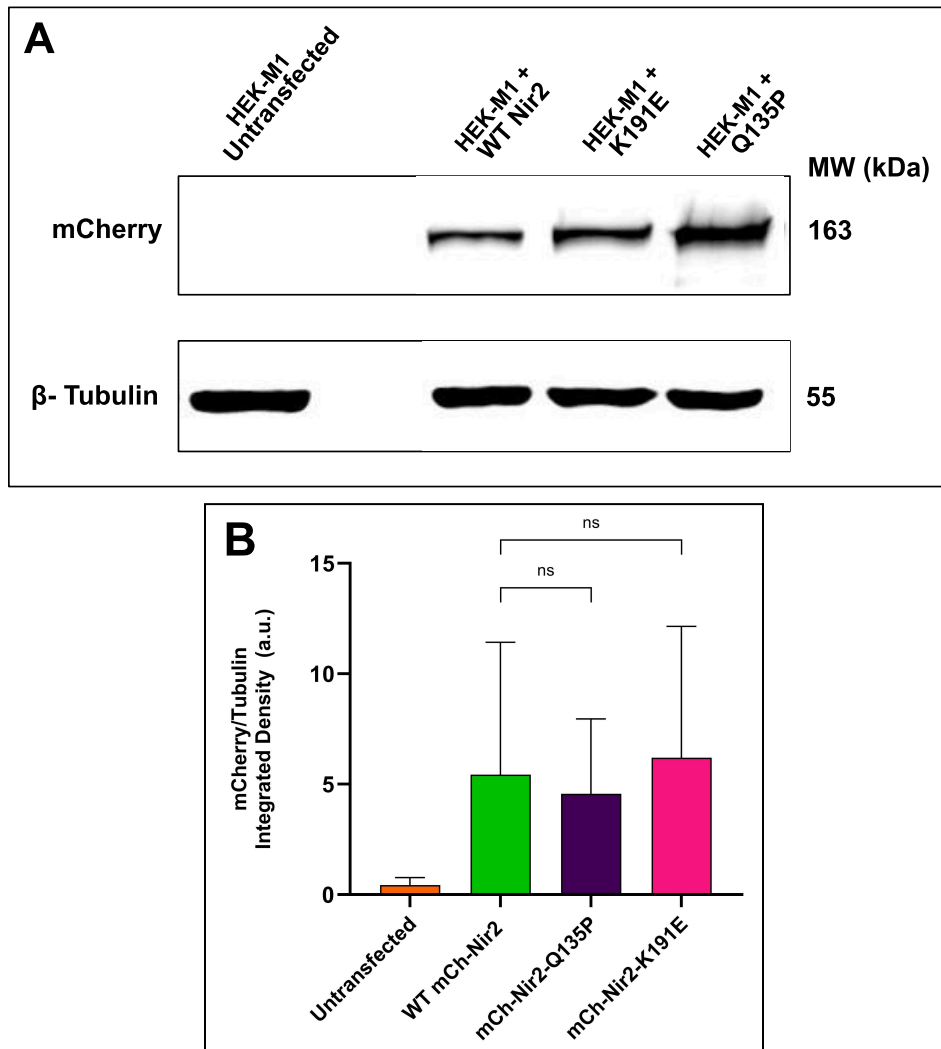 A
HEK-M1
Untransfected
HEK-M1 +
WT Nir2
HEK-M1 +
K191E
HEK-M1 +
Q135P
MW (kDa)
mCherry
163
β- Tubulin
55
B
ns
ns
15
10
5
0
mCherry/Tubulin
Integrated Density (a.u.)
Untransfected
WT mCh-Nir2
mCh-Nir2-Q135P
mCh-Nir2-K191E